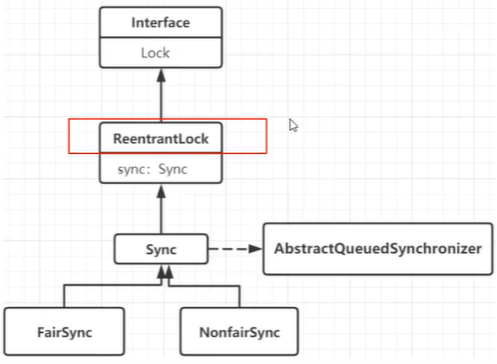 Interface
Lock
ReentrantLock
sync: Sync
Sync
AbstractQueuedSynchronizer
FairSync
NonfairSync